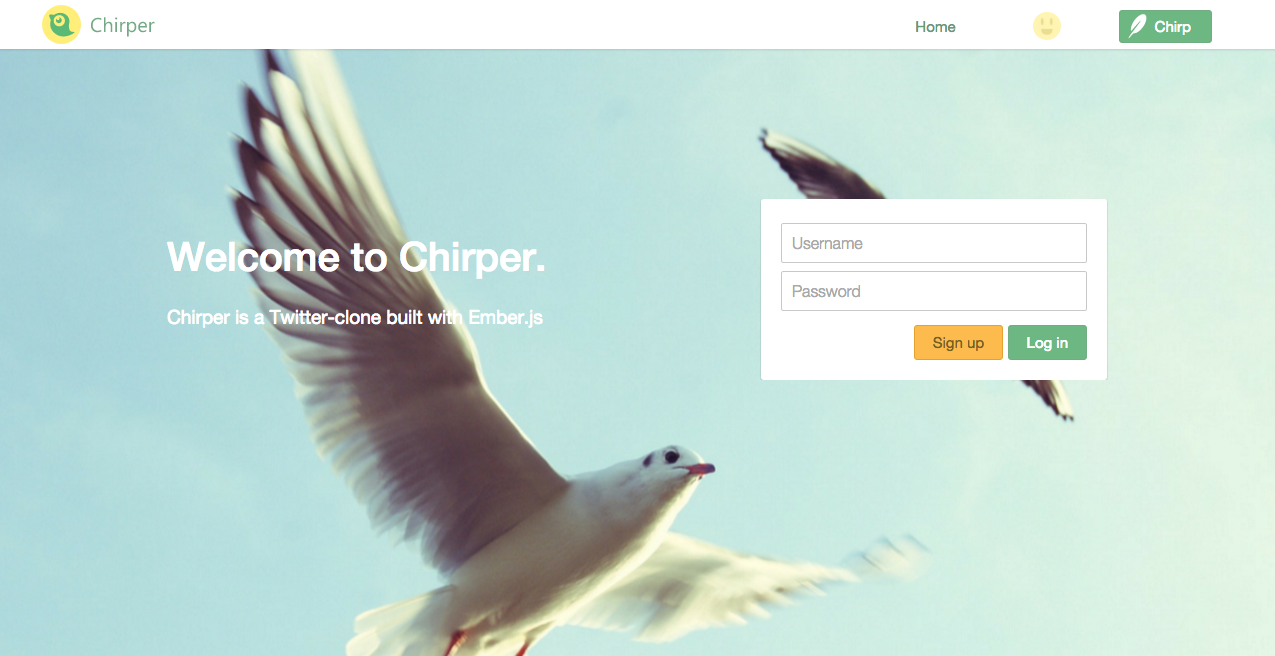 Chirper
Home
Chirp
Welcome to Chirper.
Chirper is a Twitter-clone built with Ember.js
Username
Password
Sign up
Log in